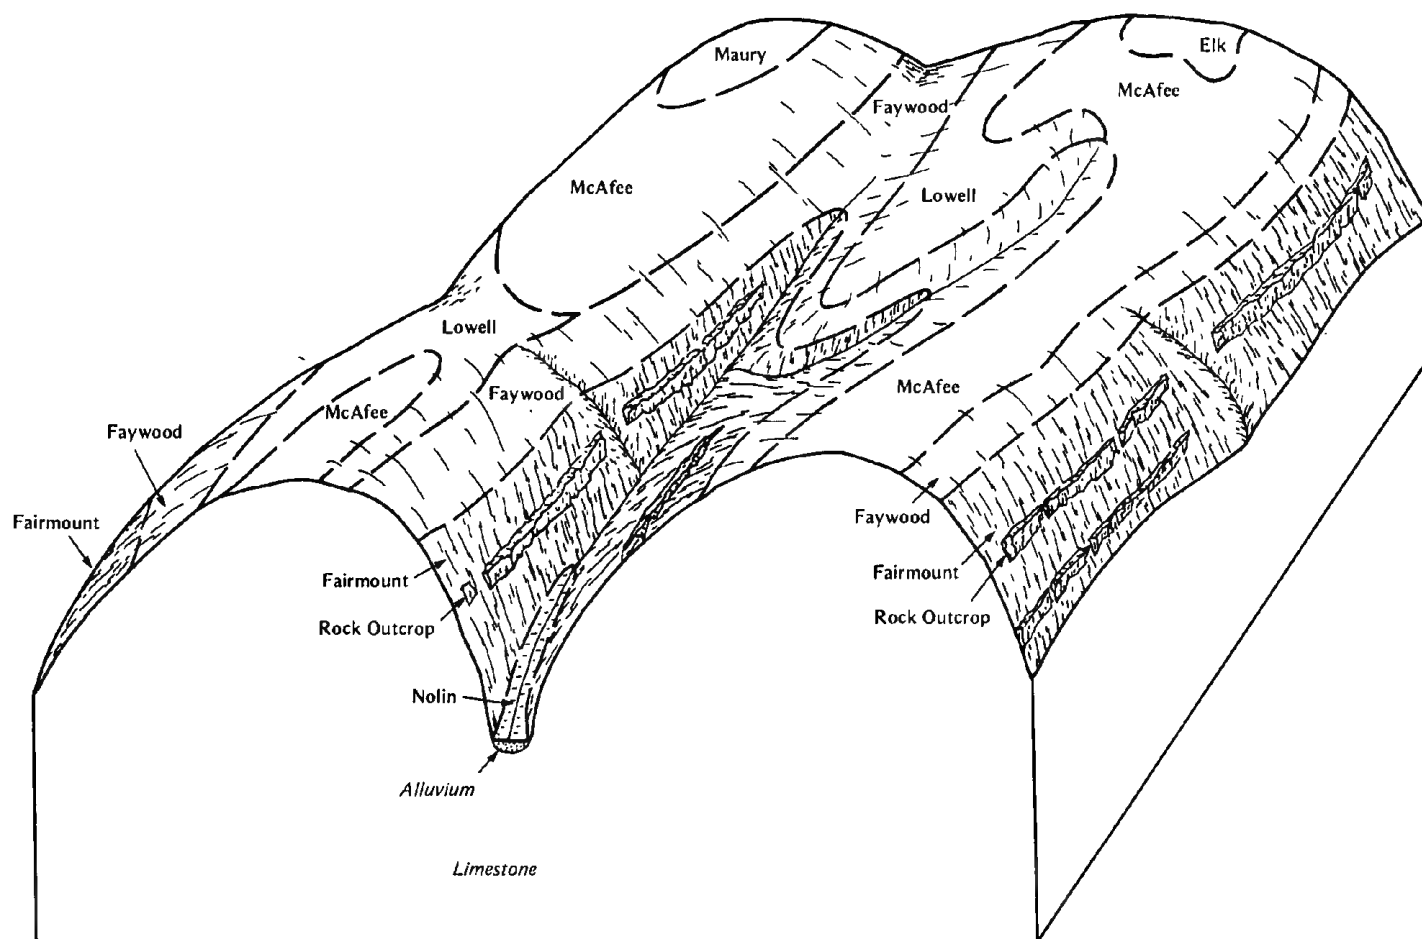 Maury
Elk
McAfee
Faywood
McAfee
Lowell
Lowell
Faywood
McAfee
McAfee
Faywood
Fairmount
Faywood
Fairmount
Fairmount
Rock Outcrop
Rock Outcrop
Nolin
Alluvium
Limestone